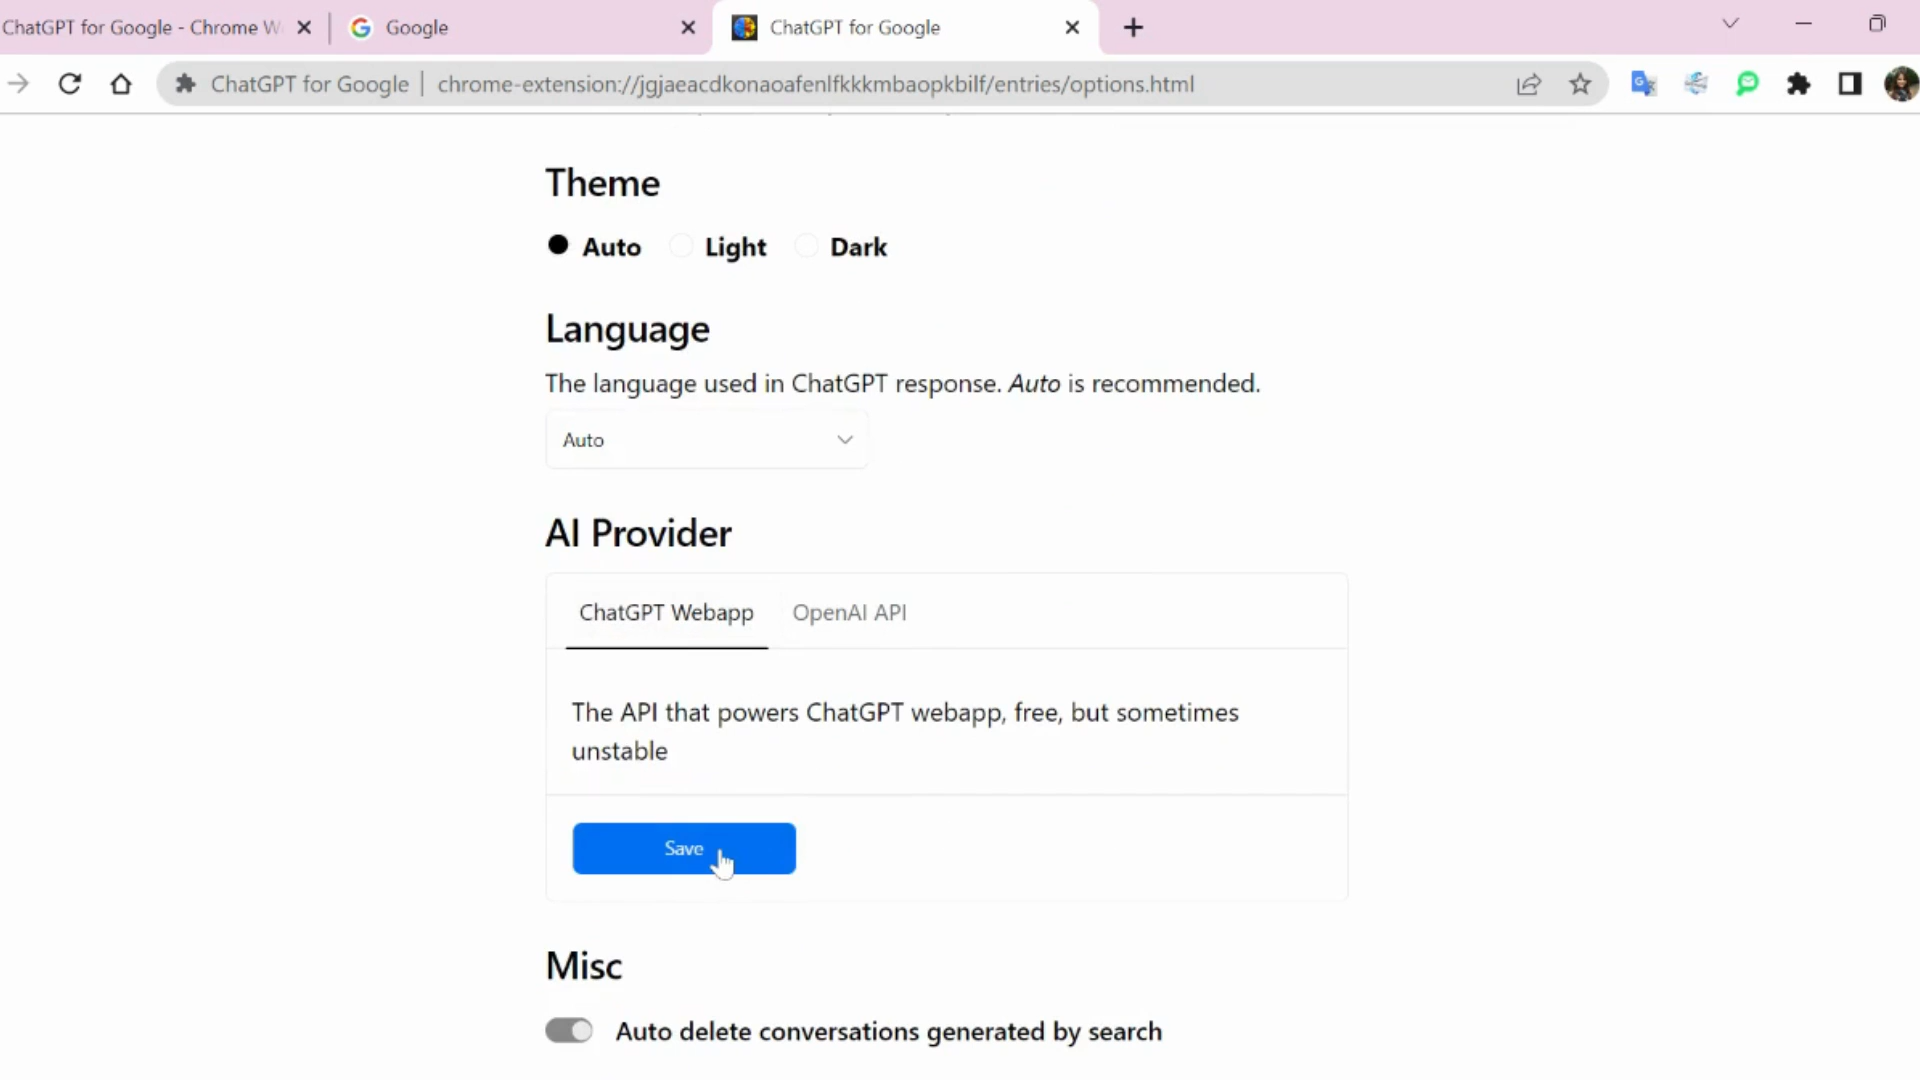 ChatGPT for Google - Chrome W
Google
ChatGPT for Google
ChatGPT for Google | chrome-extension://jgjaeacdkonaoafenlfkkkmbaopkbilf/entries/options.html
Theme
Auto Light Dark
Language
The language used in ChatGPT response. Auto is recommended.
Auto
AI Provider
ChatGPT Webapp OpenAI API
The API that powers ChatGPT webapp, free, but sometimes
unstable
Save
Misc
Auto delete conversations generated by search